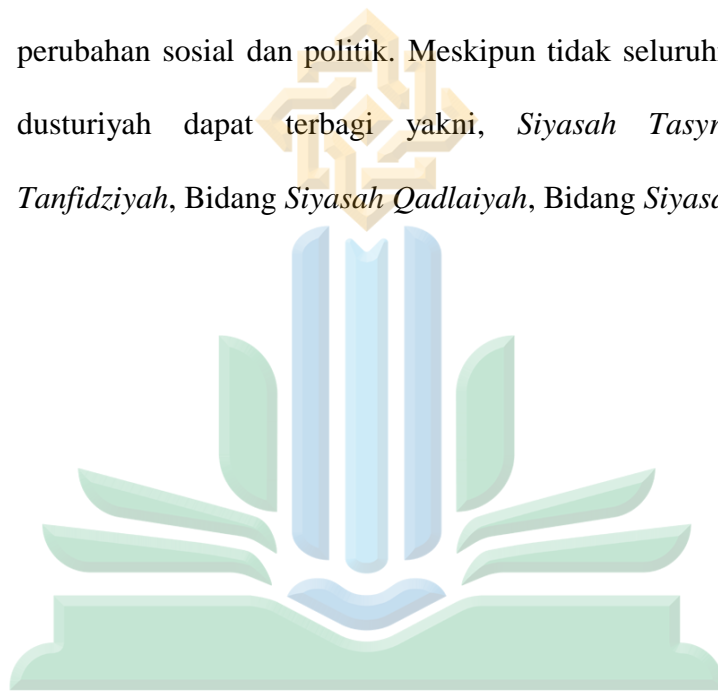 perubahan sosial dan politik. Meskipun tidak seluruh
dusturiyah dapat terbagi yakni, Siyasah
Tanfidziyah, Bidang Siyasah Qadlaiyah, Bidang